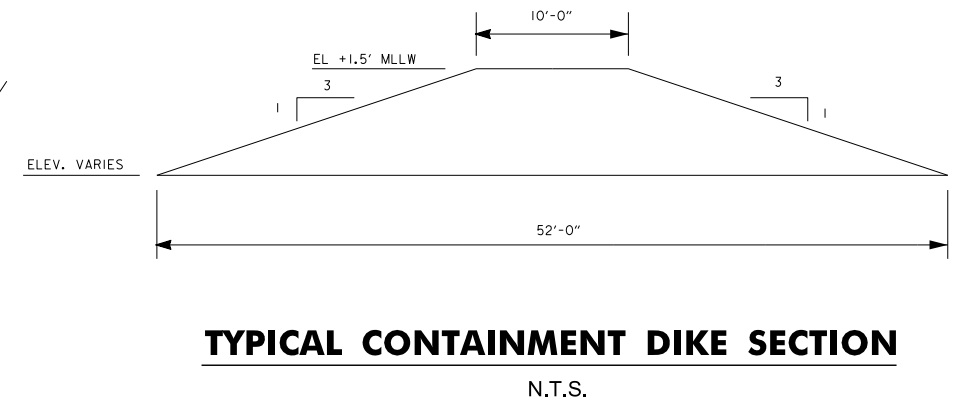 10'-0"
EL +1.5' MLLW
3
1
3
1
ELEV. VARIES
52'-0"
TYPICAL CONTAINMENT DIKE SECTION
N.T.S.